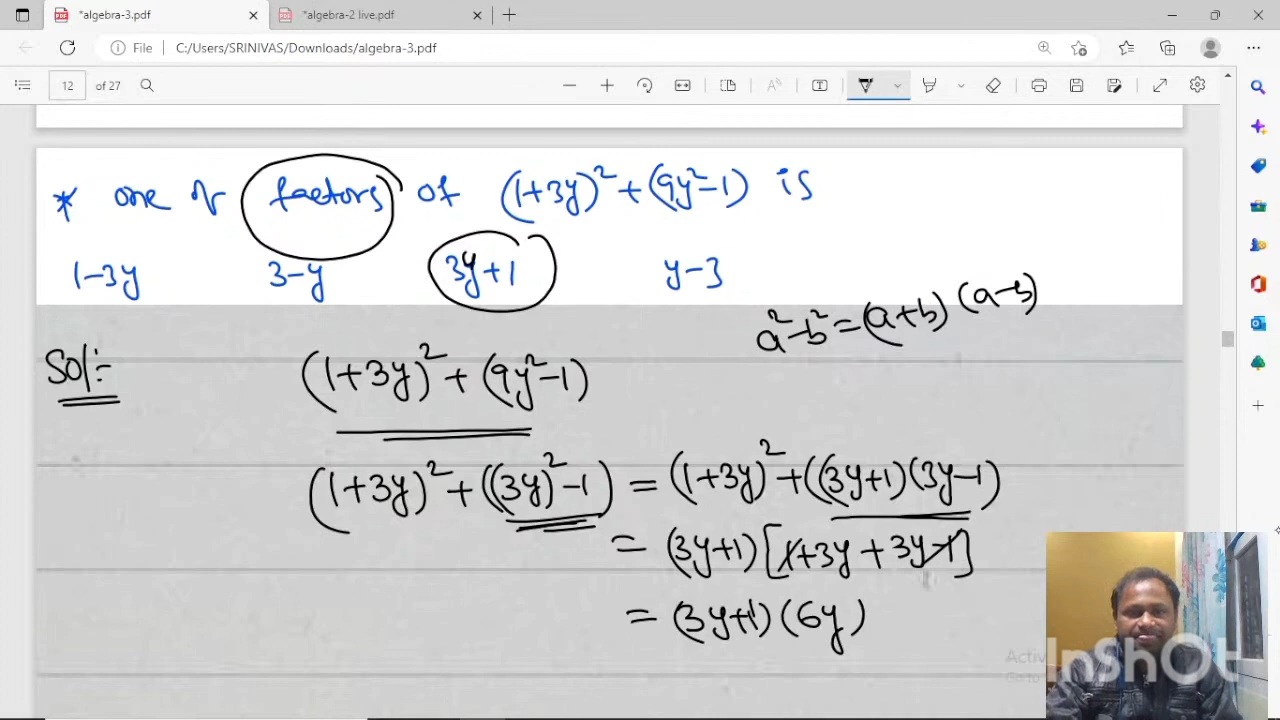 *algebra-3.pdf
*algebra-2 live.pdf
File C:/Users/SRINIVAS/Downloads/algebra-3.pdf
12 of 27
* one of factors of (1+3y)² + (9y²-1) is
1-3y 3-y 3y+1 y-3
a²-b² = (a+b) (a-b)
Sol:-
(1+3y)² + (9y²-1)
(1+3y)² + ((3y)²-1) = (1+3y)² + ((3y+1)(3y-1)
= (3y+1) [1+3y + 3y-1]
= (3y+1) (6y)
Activ
Go to
InShOt